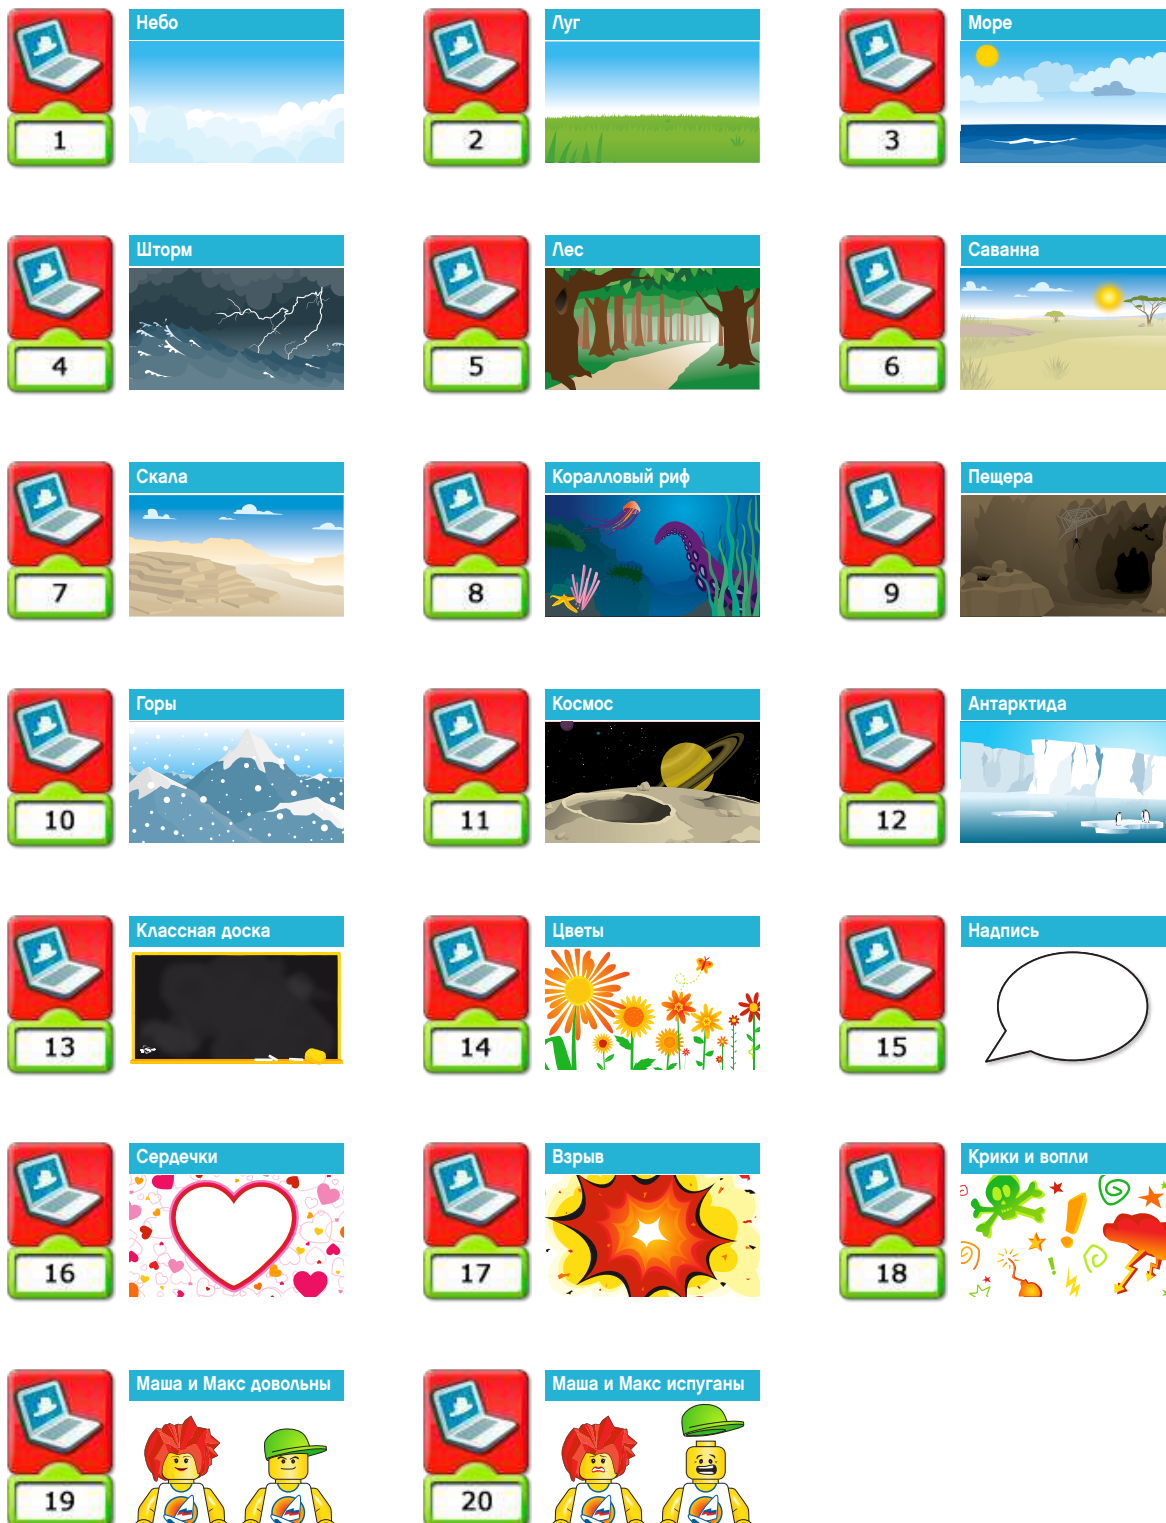 Небо
1
Луг
2
Море
3
Шторм
4
Лес
5
Саванна
6
Скала
7
Коралловый риф
8
Пещера
9
Горы
10
Космос
11
Антарктида
12
Классная доска
13
Цветы
14
Надпись
15
Сердечки
16
Взрыв
17
Крики и вопли
18
Маша и Макс довольны
19
Маша и Макс испуганы
20